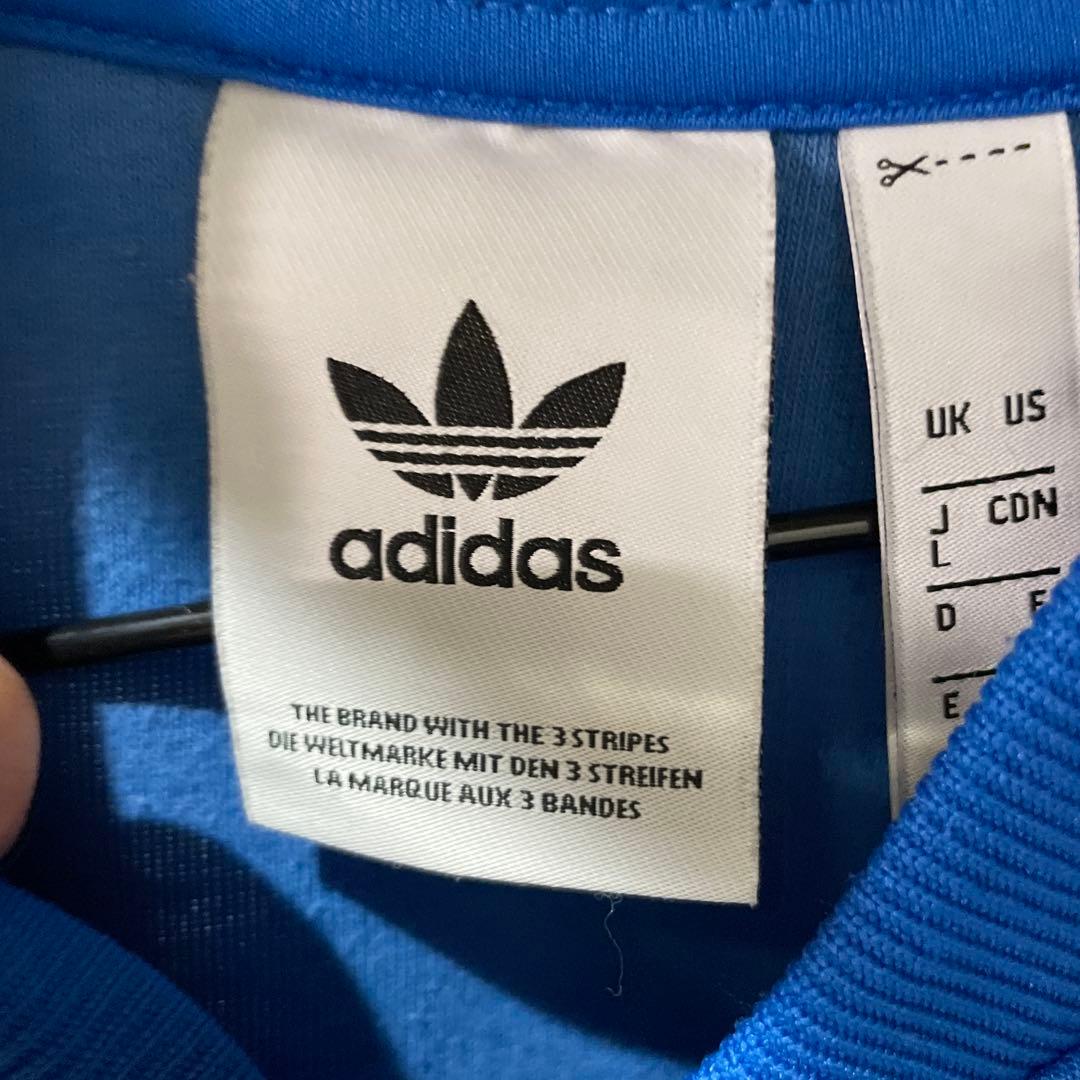 adidas
THE BRAND WITH THE 3 STRIPES
DIE WELTMARKE MIT DEN 3 STREIFEN
LA MARQUE AUX 3 BANDES
UK US
J CDN
L
D F
E